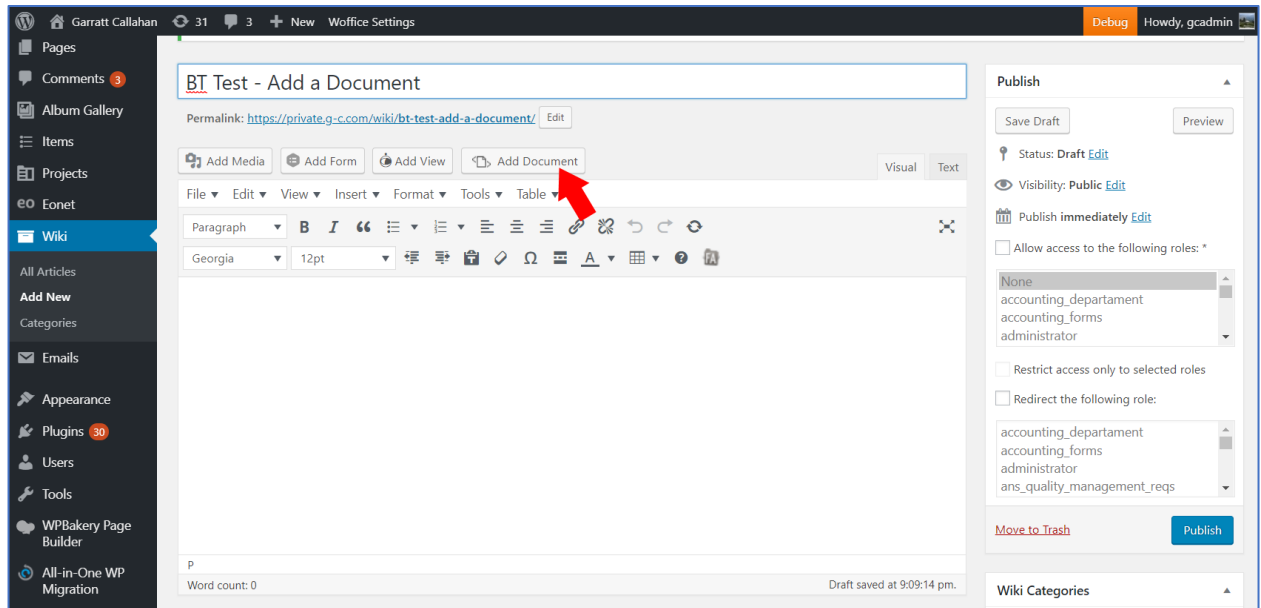 Garratt Callahan 31 3 New Woffice Settings Debug Howdy, gcadmin
Pages
Comments 3
Album Gallery
Items
Projects
eo Eonet
Wiki
All Articles
Add New
Categories
Emails
Appearance
Plugins 30
Users
Tools
WPBakery Page
Builder
All-in-One WP
Migration
BT Test - Add a Document
Permalink: https://private.g-c.com/wiki/bt-test-add-a-document/ Edit
Add Media Add Form Add View Add Document Visual Text
File Edit View Insert Format Tools Table
Paragraph B I
Georgia 12pt Ω A
P
Word count: 0 Draft saved at 9:09:14 pm.
Publish
Save Draft Preview
Status: Draft Edit
Visibility: Public Edit
Publish immediately Edit
Allow access to the following roles: *
None
accounting_departament
accounting_forms
administrator
Restrict access only to selected roles
Redirect the following role:
accounting_departament
accounting_forms
administrator
ans_quality_management_reqs
Move to Trash Publish
Wiki Categories